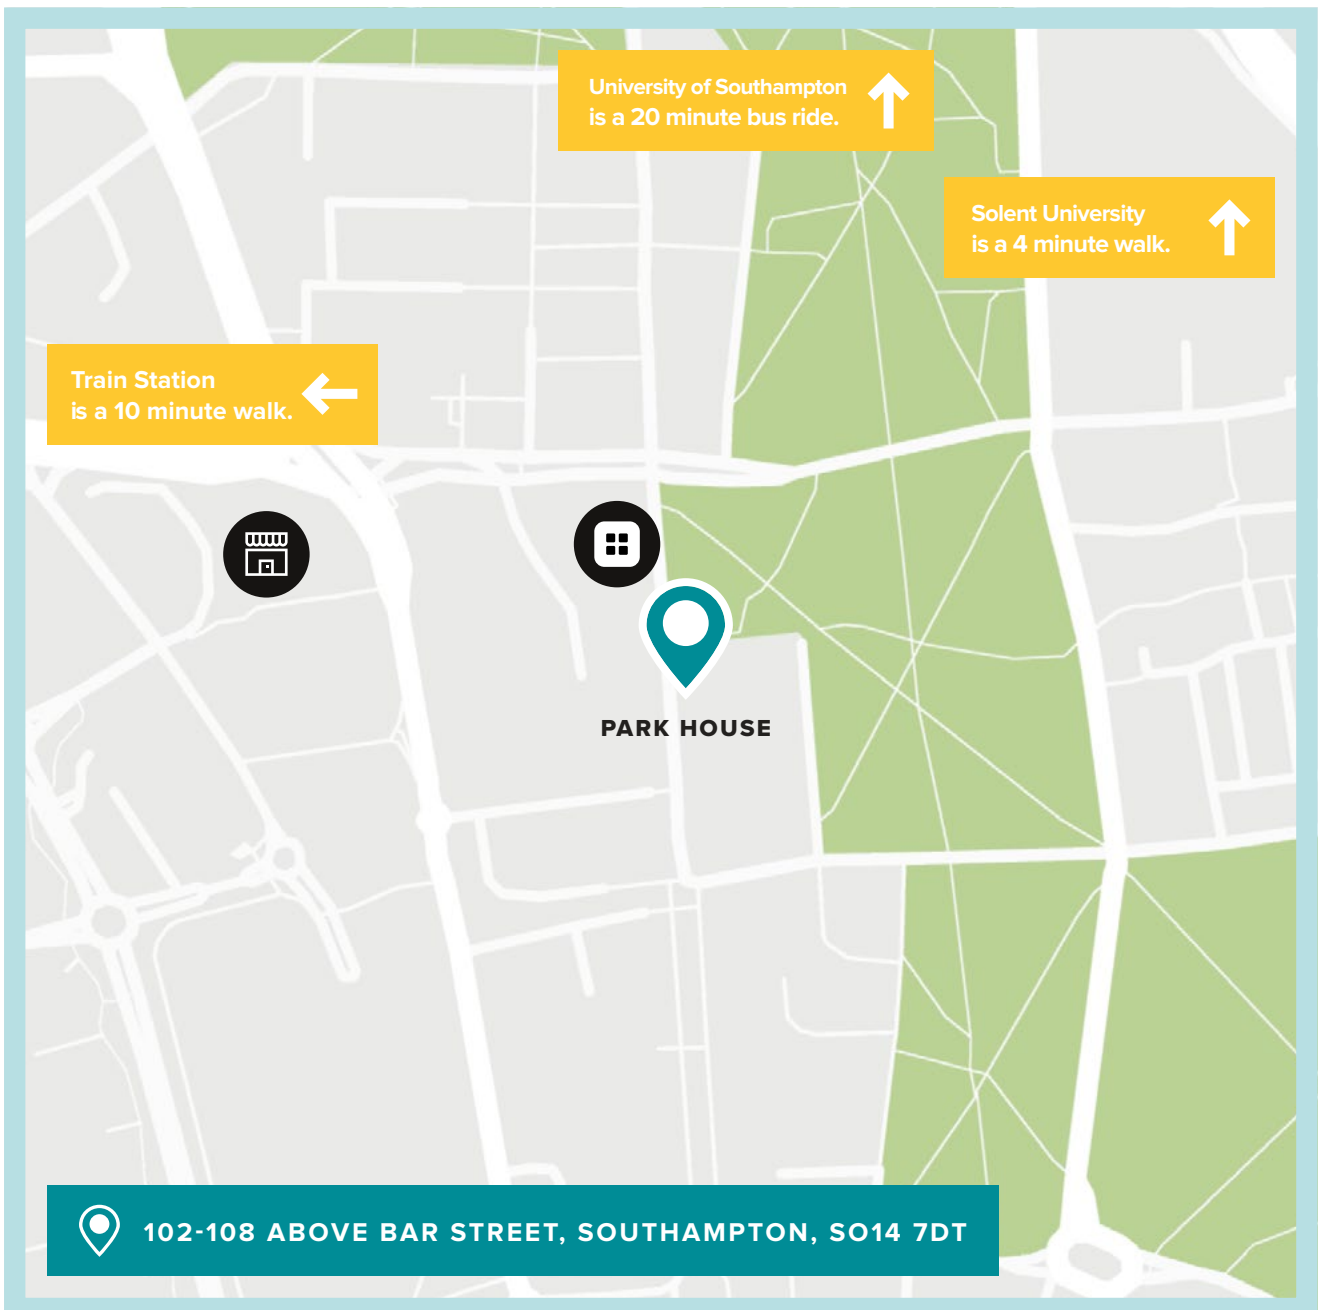 University of Southampton
is a 20 minute bus ride.
Solent University
is a 4 minute walk.
Train Station
is a 10 minute walk.
PARK HOUSE
102-108 ABOVE BAR STREET, SOUTHAMPTON, SO14 7DT